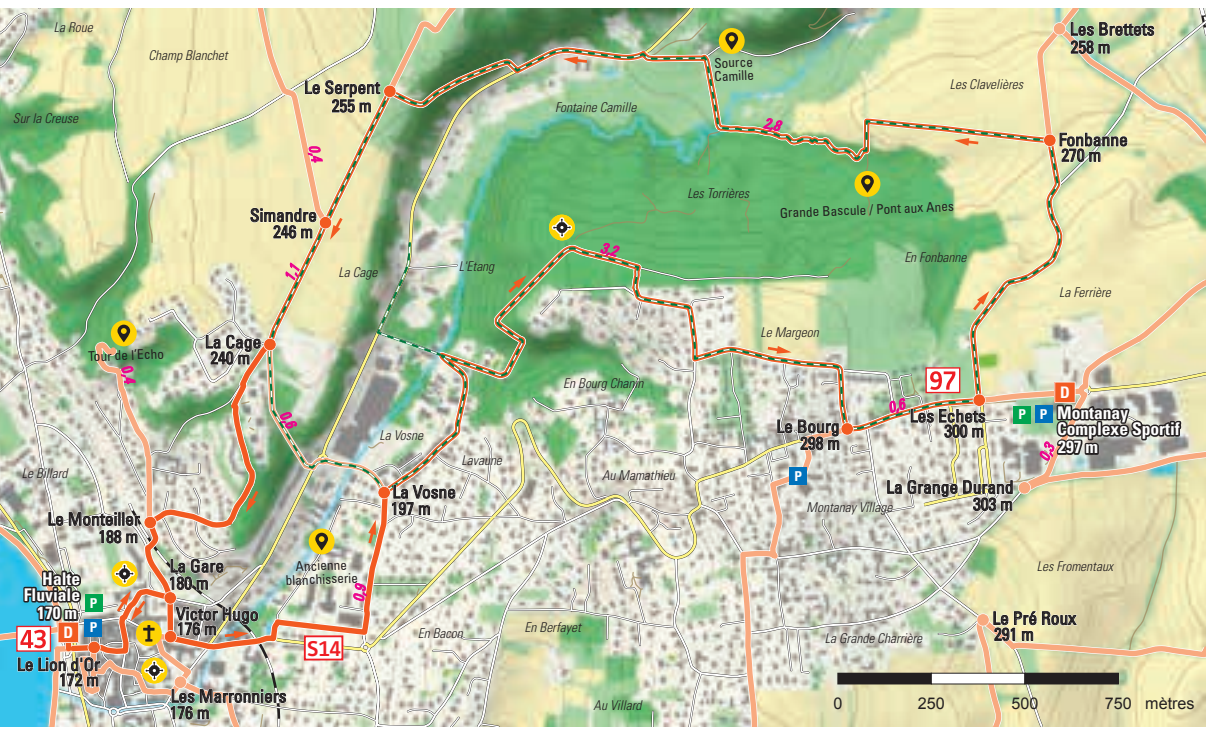 La Roue
Champ Blanchet
Source
Camille
Les Brettets
258 m
Le Serpent
255 m
Les Clavelières
Sur la Creuse
Fontaine Camille
2,8
Fonbanne
270 m
0,4
Les Torrières
Grande Bascule / Pont aux Anes
Simandre
246 m
3,2
La Cage
L'Etang
En Fonbanne
1,1
La Ferrière
Tour de l'Echo
La Cage
240 m
Le Margeon
0,4
En Bourg Chanin
97
D
0,6
0,6
Les Echets
300 m
P
P
Montanay
Complexe Sportif
297 m
Le Bourg
298 m
La Vosne
0,3
Le Billard
Lavaune
Au Mamathieu
P
La Grange Durand
303 m
La Vosne
197 m
Montanay Village
Le Monteiller
188 m
Ancienne
blanchisserie
La Gare
180 m
Les Fromentaux
Halte
Fluviale
170 m
P
0,9
Victor Hugo
176 m
43
D
P
S14
En Bacon
En Berfayet
La Grande Charrière
Le Pré Roux
291 m
Le Lion d'Or
172 m
Les Marronniers
176 m
Au Villard
0 250 500 750 mètres